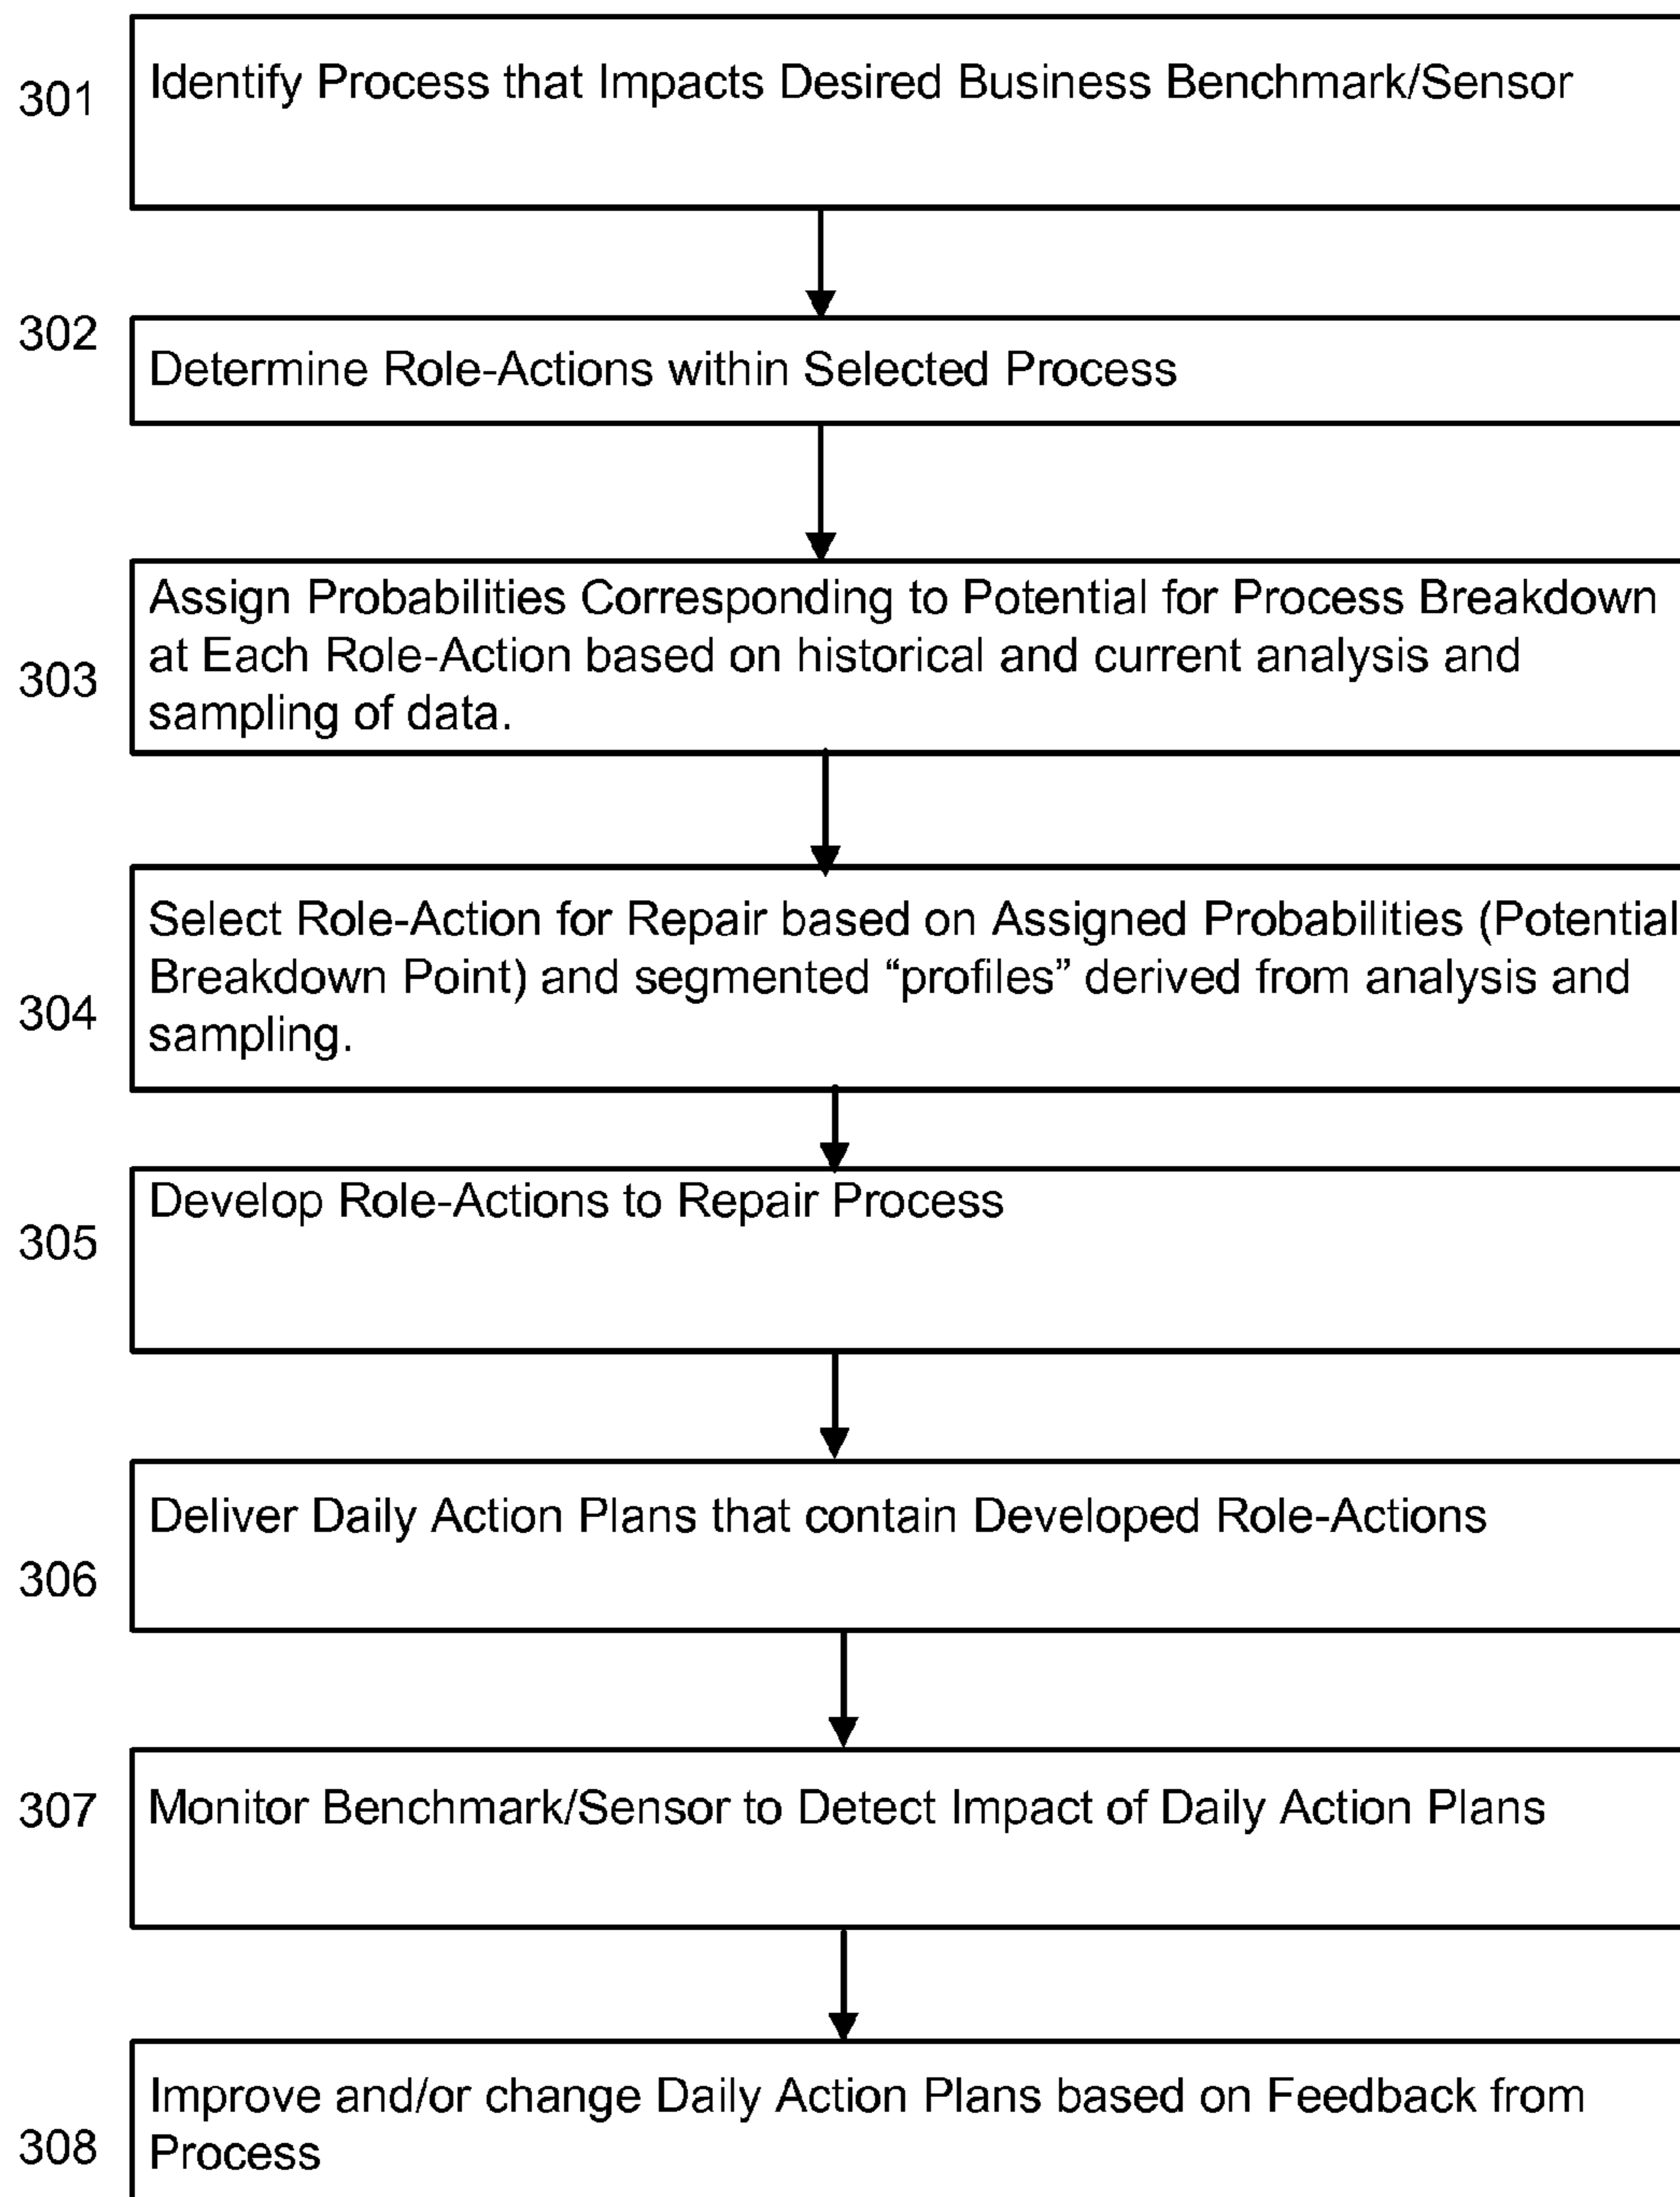 301
Identify Process that Impacts Desired Business Benchmark/Sensor
302
Determine Role-Actions within Selected Process
303
Assign Probabilities Corresponding to Potential for Process Breakdown
at Each Role-Action based on historical and current analysis and
sampling of data.
304
Select Role-Action for Repair based on Assigned Probabilities (Potential
Breakdown Point) and segmented “profiles” derived from analysis and
sampling.
305
Develop Role-Actions to Repair Process
306
Deliver Daily Action Plans that contain Developed Role-Actions
307
Monitor Benchmark/Sensor to Detect Impact of Daily Action Plans
308
Improve and/or change Daily Action Plans based on Feedback from
Process